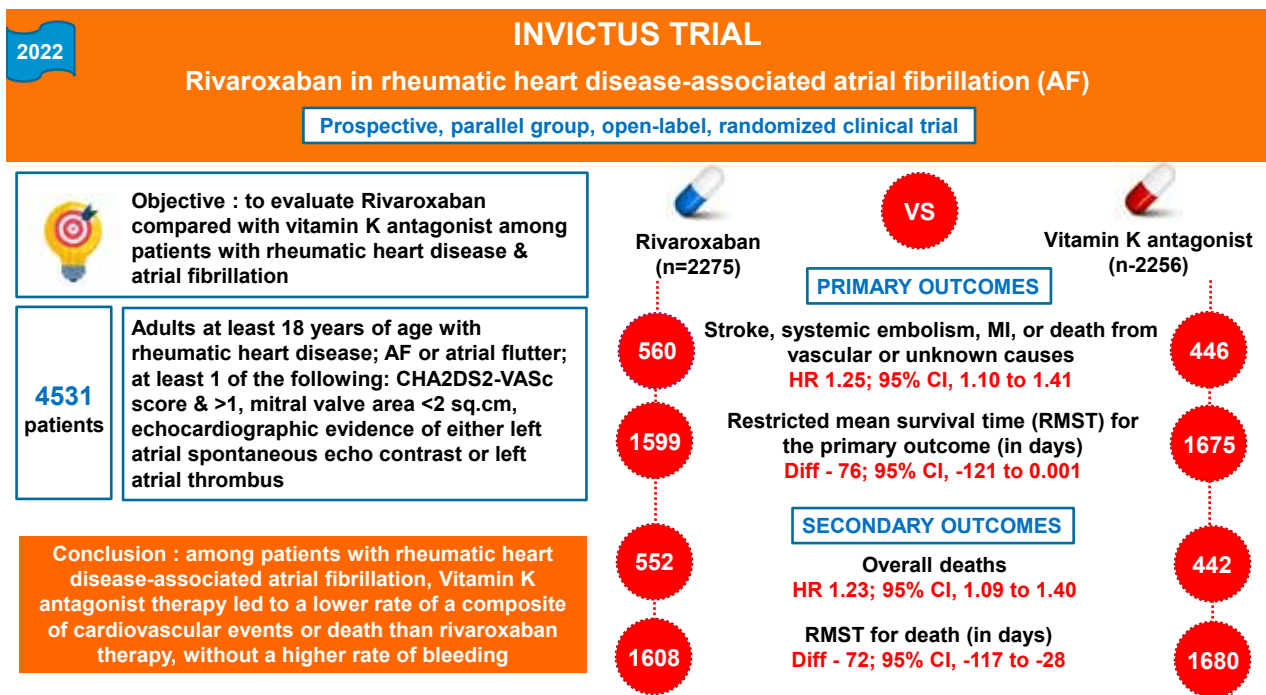 2022
INVICTUS TRIAL
Rivaroxaban in rheumatic heart disease-associated atrial fibrillation (AF)
Prospective, parallel group, open-label, randomized clinical trial
Objective : to evaluate Rivaroxaban
compared with vitamin K antagonist among
patients with rheumatic heart disease &
atrial fibrillation
4531
patients
Adults at least 18 years of age with
rheumatic heart disease; AF or atrial flutter;
at least 1 of the following: CHA2DS2-VASc
score & >1, mitral valve area <2 sq.cm,
echocardiographic evidence of either left
atrial spontaneous echo contrast or left
atrial thrombus
Conclusion : among patients with rheumatic heart
disease-associated atrial fibrillation, Vitamin K
antagonist therapy led to a lower rate of a composite
of cardiovascular events or death than rivaroxaban
therapy, without a higher rate of bleeding
Rivaroxaban
(n=2275)
VS
Vitamin K antagonist
(n-2256)
PRIMARY OUTCOMES
560
Stroke, systemic embolism, MI, or death from
vascular or unknown causes
HR 1.25; 95% CI, 1.10 to 1.41
446
1599
Restricted mean survival time (RMST) for
the primary outcome (in days)
Diff - 76; 95% CI, -121 to 0.001
1675
SECONDARY OUTCOMES
552
Overall deaths
HR 1.23; 95% CI, 1.09 to 1.40
442
1608
RMST for death (in days)
Diff - 72; 95% CI, -117 to -28
1680